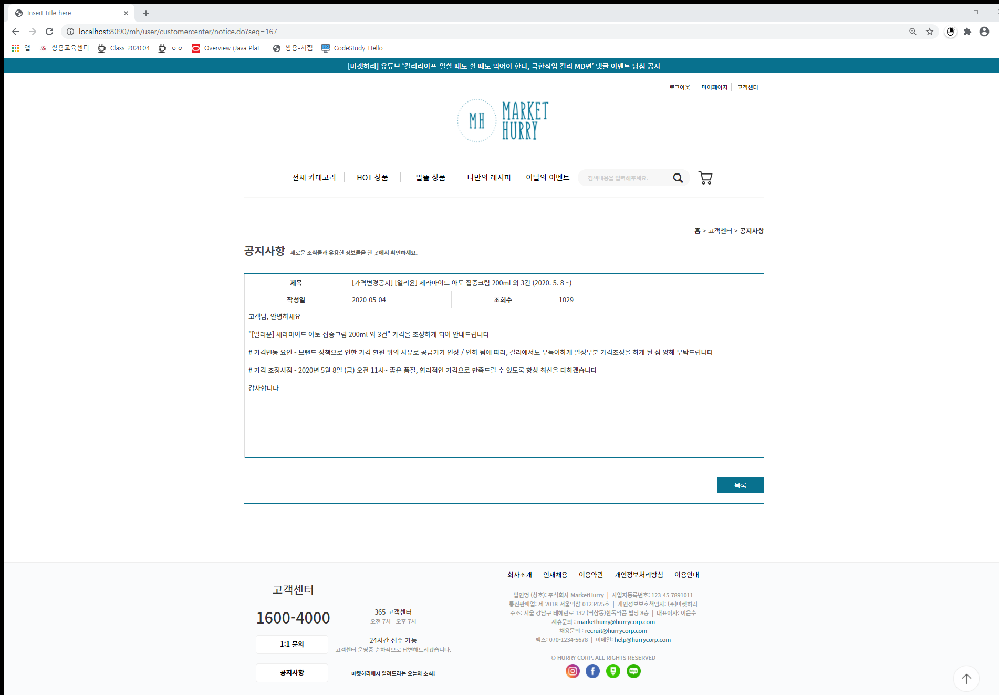 Insert title here
localhost:8090/mh/user/customercenter/notice.do?seq=167
앱 쌍용교육센터 Class::2020.04 ㅇㅇ Overview (Java Plat... 쌍용-시험 CodeStudy::Hello
[마켓허리] 유튜브 ‘컬리라이프-일할 때도 쉴 때도 먹어야 한다, 극한직업 컬리 MD편’ 댓글 이벤트 당첨 공지
로그아웃 마이페이지 고객센터
MH MARKET HURRY
전체 카테고리 HOT 상품 알뜰 상품 나만의 레시피 이달의 이벤트 검색내용을 입력해주세요.
홈 > 고객센터 > 공지사항
공지사항 새로운 소식들과 유용한 정보들을 한 곳에서 확인하세요.
제목 [가격변경공지] [일리윤] 세라마이드 아토 집중크림 200ml 외 3건 (2020. 5. 8 ~)
작성일 2020-05-04 조회수 1029
고객님, 안녕하세요
"[일리윤] 세라마이드 아토 집중크림 200ml 외 3건" 가격을 조정하게 되어 안내드립니다
# 가격변동 요인 - 브랜드 정책으로 인한 가격 환원 위의 사유로 공급가가 인상 / 인하 됨에 따라, 컬리에서도 부득이하게 일정부분 가격조정을 하게 된 점 양해 부탁드립니다
# 가격 조정시점 - 2020년 5월 8일 (금) 오전 11시~ 좋은 품질, 합리적인 가격으로 만족드릴 수 있도록 항상 최선을 다하겠습니다
감사합니다
목록
고객센터
1600-4000
365 고객센터
오전 7시 - 오후 7시
1:1 문의
24시간 접수 가능
고객센터 운영중 순차적으로 답변해드리겠습니다.
공지사항
마켓허리에서 알려드리는 오늘의 소식!
회사소개 인재채용 이용약관 개인정보처리방침 이용안내
법인명 (상호): 주식회사 MarketHurry | 사업자등록번호: 123-45-7891011
통신판매업: 제 2018-서울역삼-0123425호 | 개인정보보호책임자: (주)마켓허리
주소: 서울 강남구 테헤란로 132 (역삼동)한독약품 빌딩 8층 | 대표이사: 이은수
제휴문의 : markethurry@hurrycorp.com
채용문의 : recruit@hurrycorp.com
팩스: 070-1234-5678 | 이메일: help@hurrycorp.com
© HURRY CORP. ALL RIGHTS RESERVED
blog